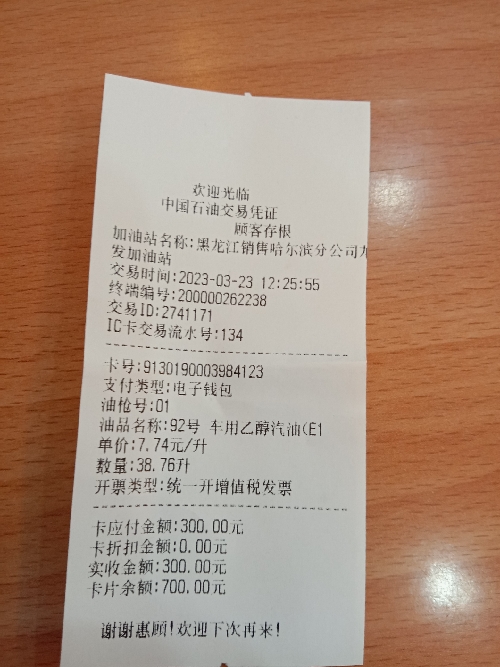 欢迎光临
中国石油交易凭证
顾客存根
加油站名称:黑龙江销售哈尔滨分公司九
发加油站
交易时间:2023-03-23 12:25:55
终端编号:200000262238
交易ID:2741171
IC卡交易流水号:134
卡号:9130190003984123
支付类型:电子钱包
油枪号:01
油品名称:92号 车用乙醇汽油(E1
单价:7.74元/升
数量:38.76升
开票类型:统一开增值税发票
卡应付金额:300.00元
卡折扣金额:0.00元
实收金额:300.00元
卡片余额:700.00元
谢谢惠顾!欢迎下次再来!